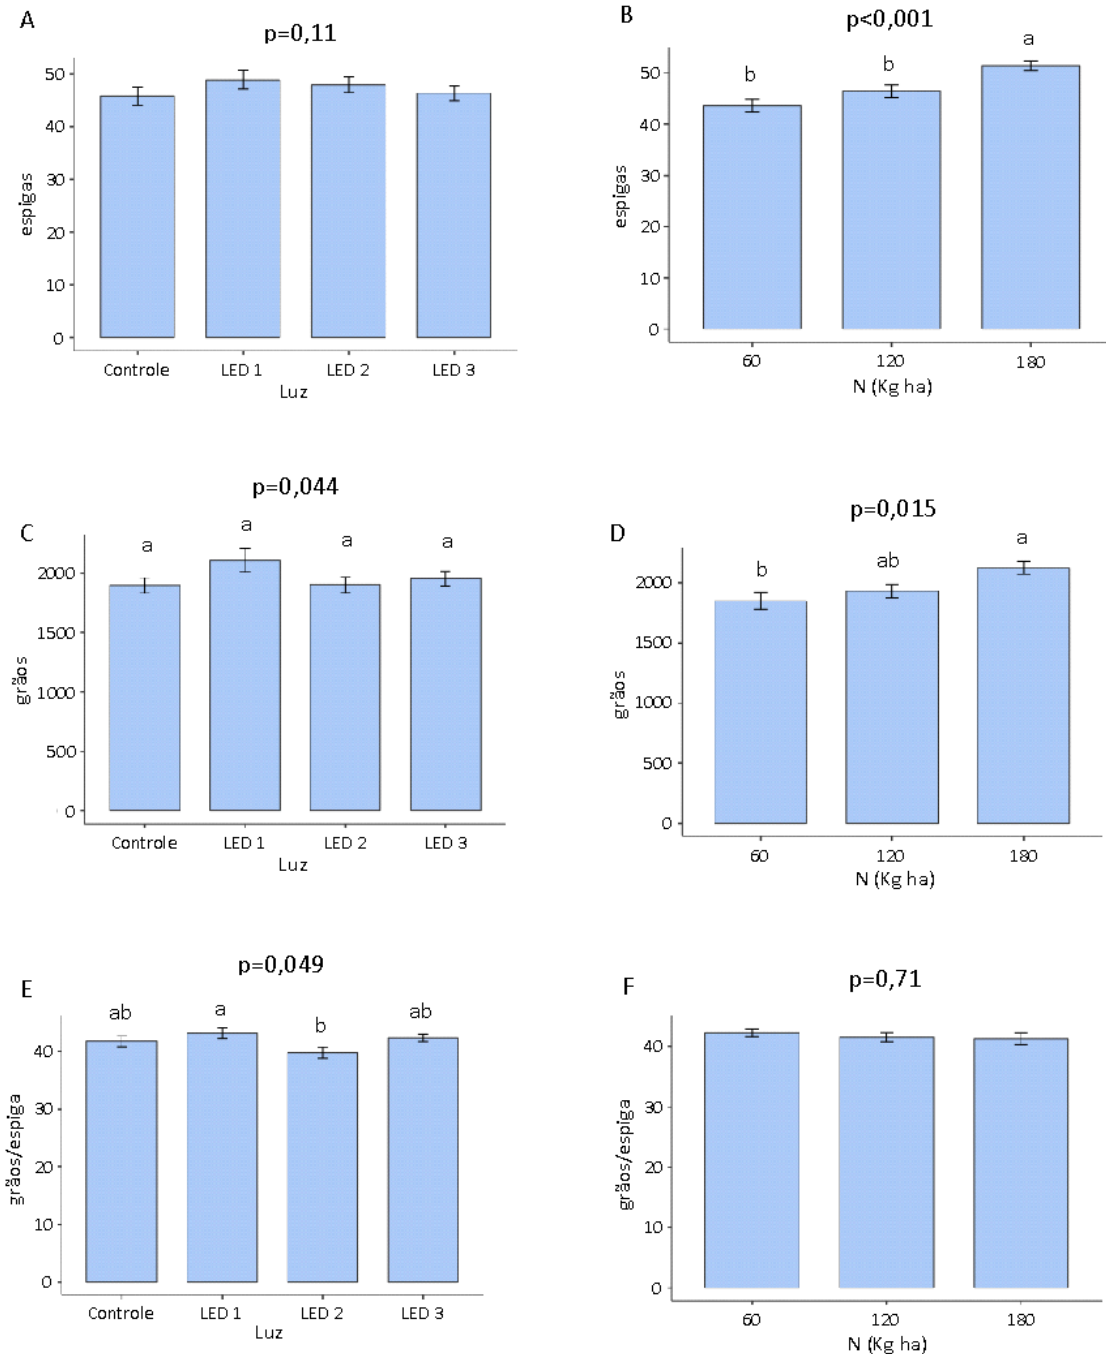 A
p=0,11
50
40
30
20
10
0
espigas
Controle LED 1 LED 2 LED 3
Luz
B
p<0,001
b b a
50
40
30
20
10
0
espigas
60 120 180
N (Kg ha)
C
p=0,044
a a a a
2000
1500
1000
500
0
grãos
Controle LED 1 LED 2 LED 3
Luz
D
p=0,015
b ab a
2000
1500
1000
500
0
grãos
60 120 180
N (Kg ha)
E
p=0,049
ab a b ab
40
30
20
10
0
grãos/espiga
Controle LED 1 LED 2 LED 3
Luz
F
p=0,71
40
30
20
10
0
grãos/espiga
60 120 180
N (Kg ha)